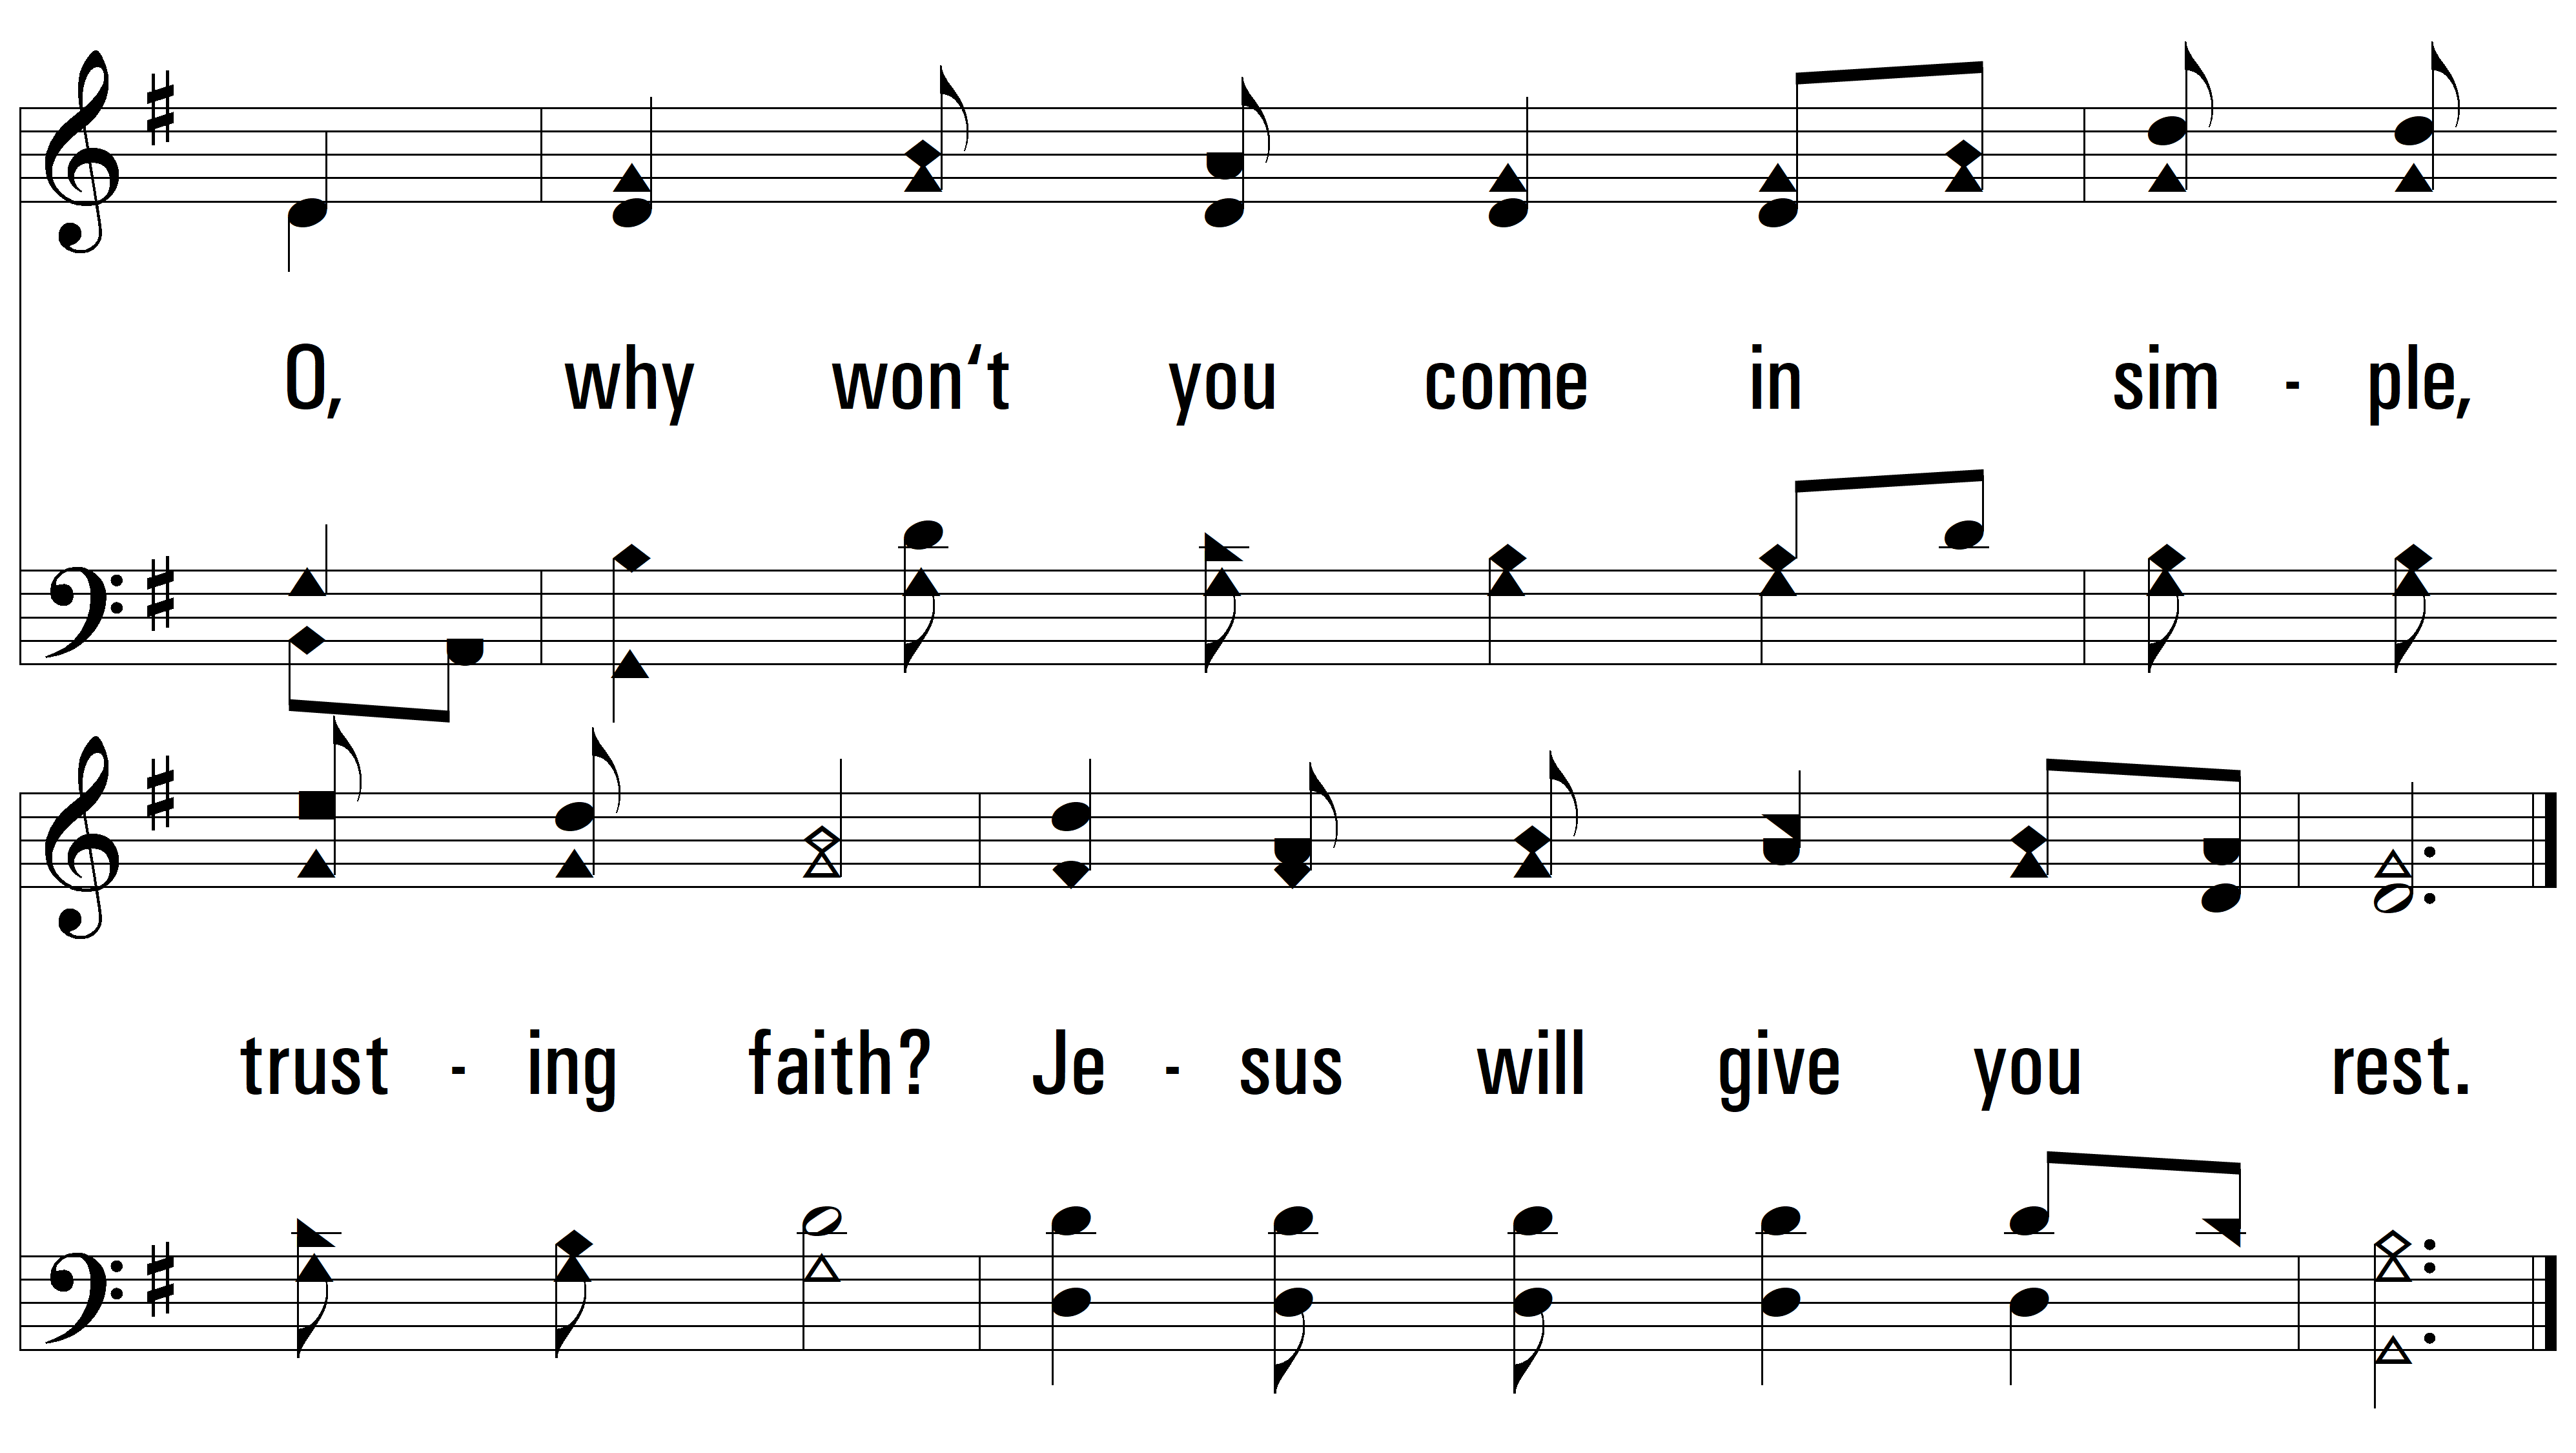 O, why won‘t you come in sim - ple,
trust - ing faith? Je - sus will give you rest.